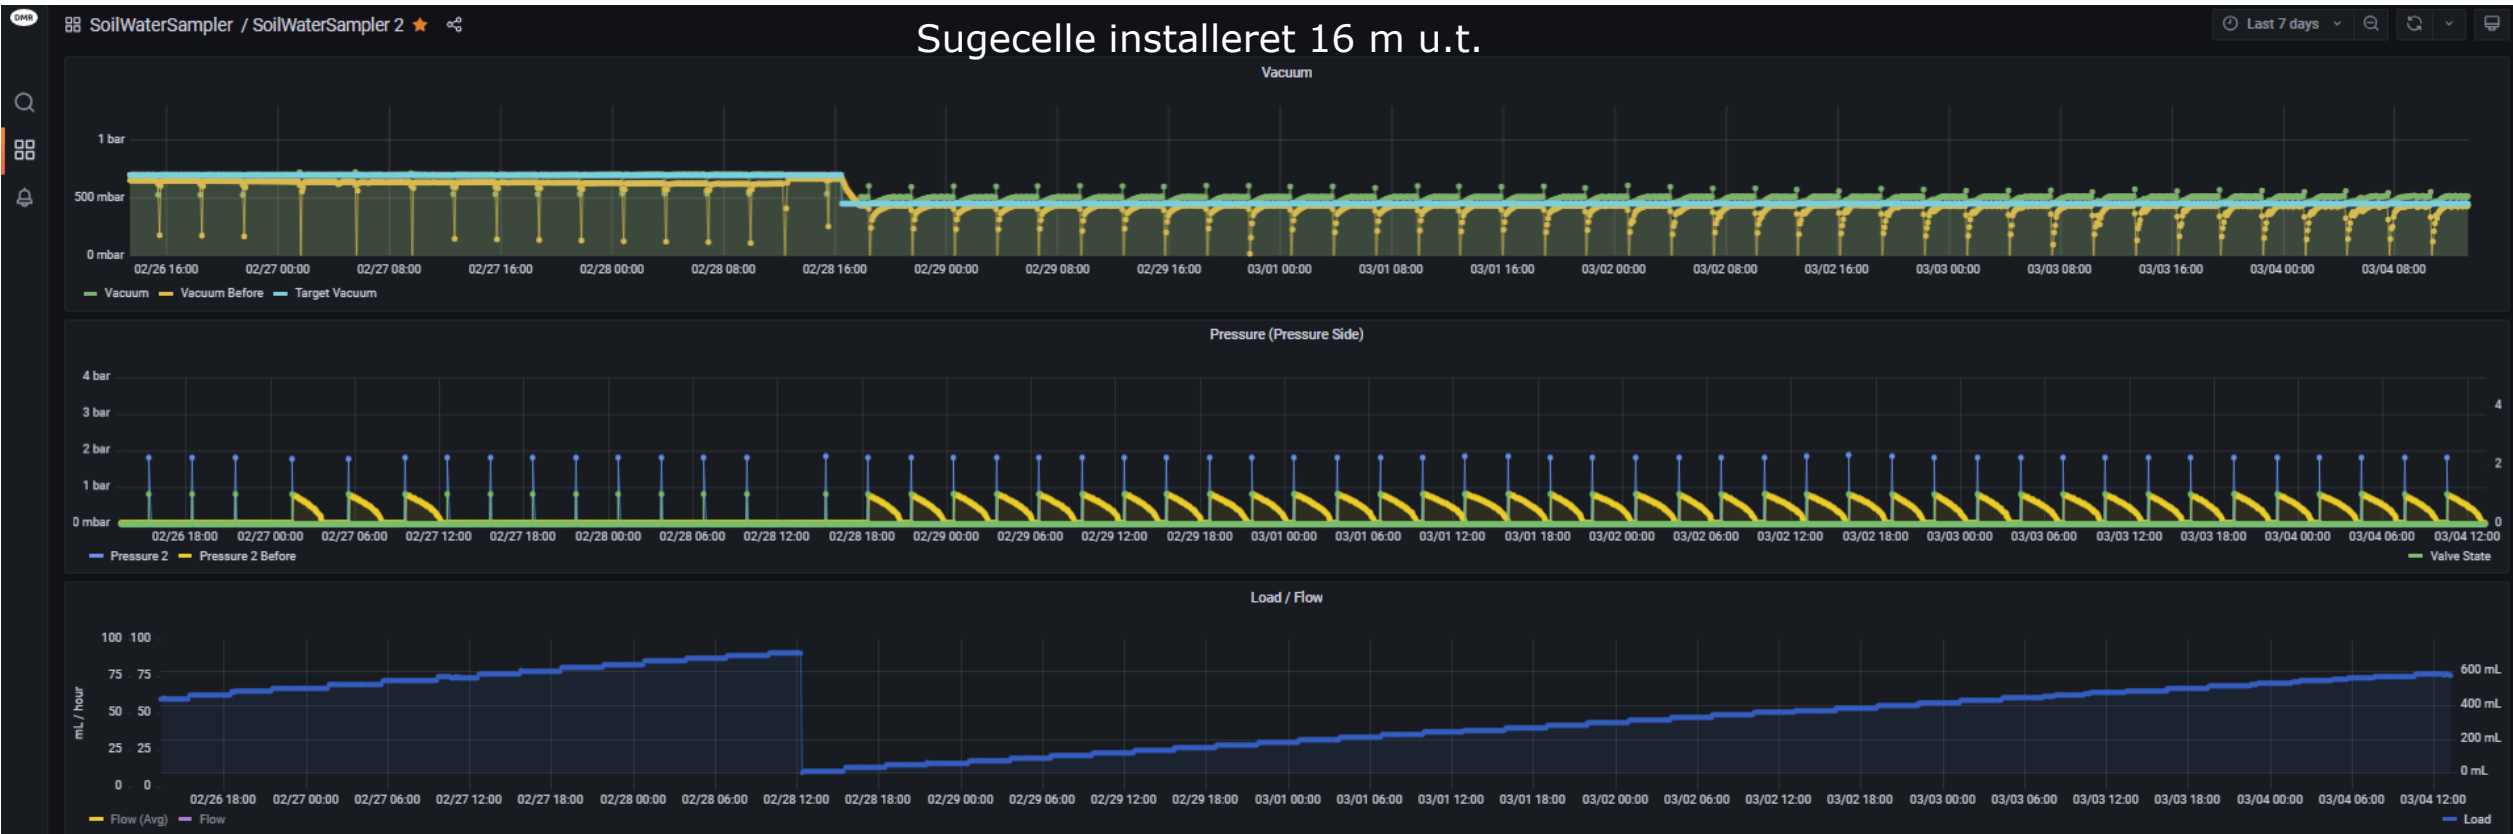 DMR
SoilWaterSampler / SoilWaterSampler 2
Sugecelle installeret 16 m u.t.
Last 7 days
Vacuum
1 bar
500 mbar
0 mbar
02/26 16:00 02/27 00:00 02/27 08:00 02/27 16:00 02/28 00:00 02/28 08:00 02/28 16:00 02/29 00:00 02/29 08:00 02/29 16:00 03/01 00:00 03/01 08:00 03/01 16:00 03/02 00:00 03/02 08:00 03/02 16:00 03/03 00:00 03/03 08:00 03/03 16:00 03/04 00:00 03/04 08:00
Vacuum Vacuum Before Target Vacuum
Pressure (Pressure Side)
4 bar
3 bar 4
2 bar
1 bar 2
0 mbar 0
02/26 18:00 02/27 00:00 02/27 06:00 02/27 12:00 02/27 18:00 02/28 00:00 02/28 06:00 02/28 12:00 02/28 18:00 02/29 00:00 02/29 06:00 02/29 12:00 02/29 18:00 03/01 00:00 03/01 06:00 03/01 12:00 03/01 18:00 03/02 00:00 03/02 06:00 03/02 12:00 03/02 18:00 03/03 00:00 03/03 06:00 03/03 12:00 03/03 18:00 03/04 00:00 03/04 06:00 03/04 12:00
Pressure 2 Pressure 2 Before Valve State
Load / Flow
mL / hour
100 100
75 75 600 mL
50 50 400 mL
25 25 200 mL
0 0 0 mL
02/26 18:00 02/27 00:00 02/27 06:00 02/27 12:00 02/27 18:00 02/28 00:00 02/28 06:00 02/28 12:00 02/28 18:00 02/29 00:00 02/29 06:00 02/29 12:00 02/29 18:00 03/01 00:00 03/01 06:00 03/01 12:00 03/01 18:00 03/02 00:00 03/02 06:00 03/02 12:00 03/02 18:00 03/03 00:00 03/03 06:00 03/03 12:00 03/03 18:00 03/04 00:00 03/04 06:00 03/04 12:00
Flow (Avg) Flow Load